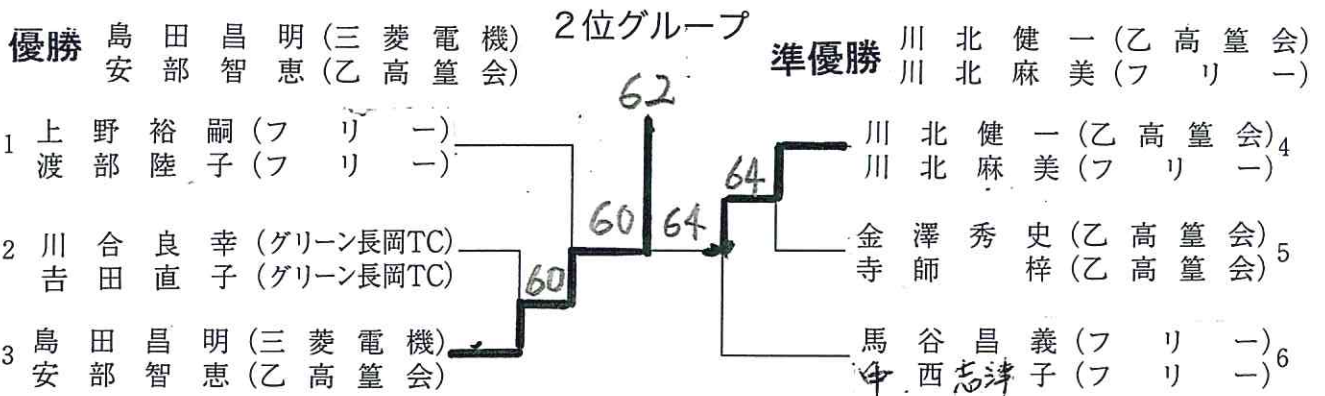 2位グループ
優勝 島田昌明(三菱電機)
安部智恵(乙高篁会)
準優勝 川北健一(乙高篁会)
川北麻美(フリー)
62
1 上野裕嗣(フリー)
渡部陸子(フリー)
2 川合良幸(グリーン長岡TC)
吉田直子(グリーン長岡TC)
3 島田昌明(三菱電機)
安部智恵(乙高篁会)
60
60
64
64
川北健一(乙高篁会) 4
川北麻美(フリー)
金澤秀史(乙高篁会) 5
寺師 梓(乙高篁会)
馬谷昌義(フリー) 6
中西志津子(フリー)